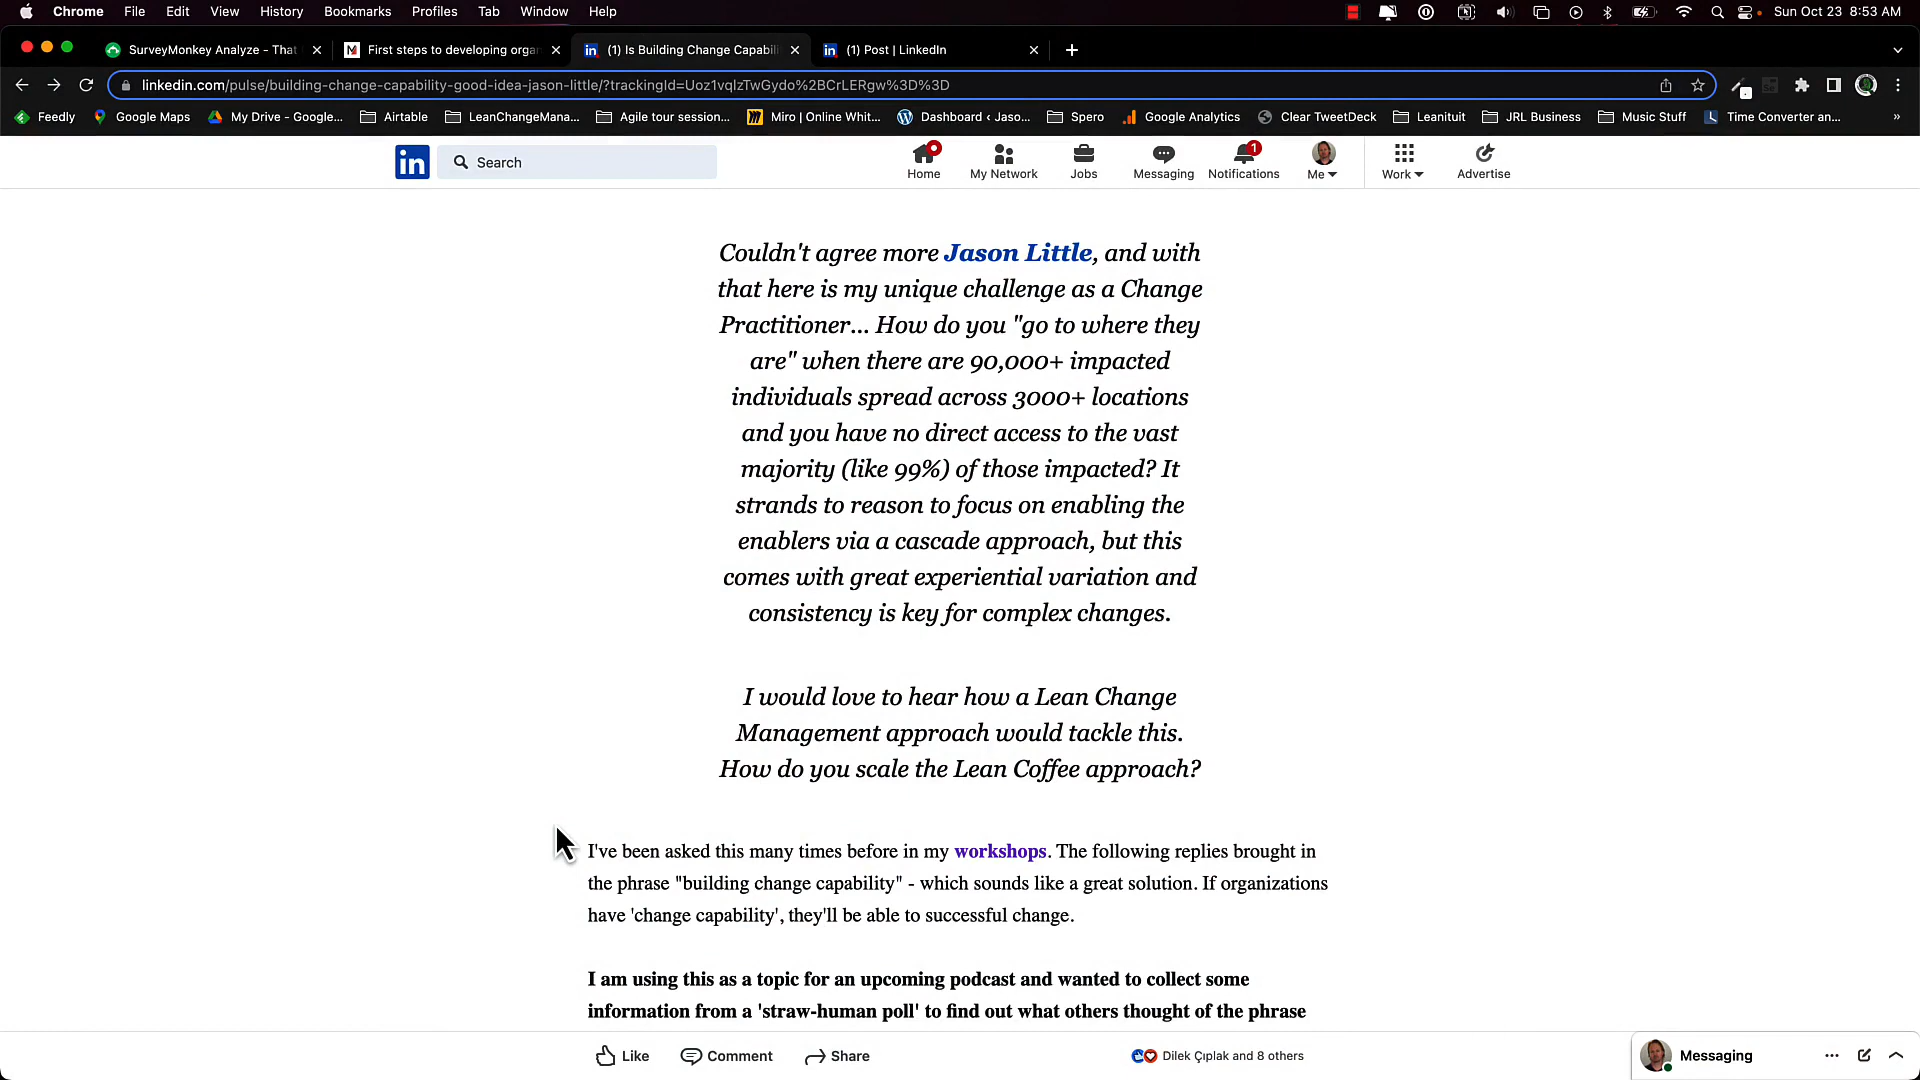 Chrome File Edit View History Bookmarks Profiles Tab Window Help Sun Oct 23 8:53 AM
SurveyMonkey Analyze - That First steps to developing orga (1) Is Building Change Capabili (1) Post | LinkedIn
linkedin.com/pulse/building-change-capability-good-idea-jason-little/?trackingId=Uoz1vqlzTwGydo%2BCrLERgw%3D%3D
Feedly Google Maps My Drive - Google... Airtable LeanChangeMana... Agile tour session... Miro | Online Whit... Dashboard ‹ Jaso... Spero Google Analytics Clear TweetDeck Leanituit JRL Business Music Stuff Time Converter an... »
in Search Home My Network Jobs Messaging 1 Notifications Me Work Advertise
Couldn't agree more Jason Little, and with
that here is my unique challenge as a Change
Practitioner... How do you "go to where they
are" when there are 90,000+ impacted
individuals spread across 3000+ locations
and you have no direct access to the vast
majority (like 99%) of those impacted? It
strands to reason to focus on enabling the
enablers via a cascade approach, but this
comes with great experiential variation and
consistency is key for complex changes.
I would love to hear how a Lean Change
Management approach would tackle this.
How do you scale the Lean Coffee approach?
I've been asked this many times before in my workshops. The following replies brought in
the phrase "building change capability" - which sounds like a great solution. If organizations
have 'change capability', they'll be able to successful change.
I am using this as a topic for an upcoming podcast and wanted to collect some
information from a 'straw-human poll' to find out what others thought of the phrase
Like Comment Share Dilek Çıplak and 8 others Messaging